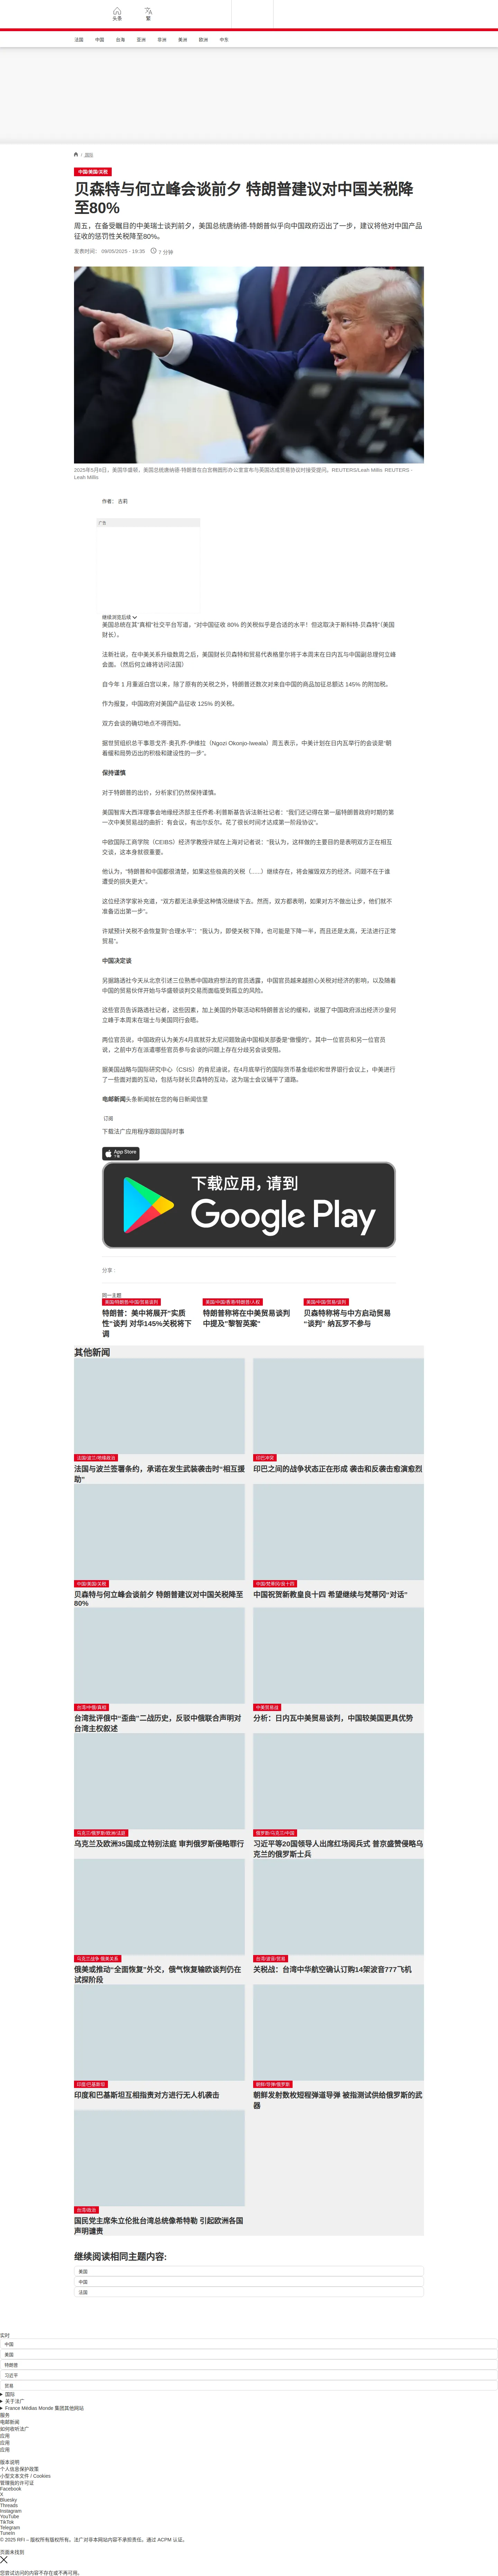 头条
繁
法国
中国
台海
亚洲
非洲
美洲
欧洲
中东
/ 国际
中国/美国/关税
贝森特与何立峰会谈前夕 特朗普建议对中国关税降
至80%
周五，在备受瞩目的中美瑞士谈判前夕，美国总统唐纳德-特朗普似乎向中国政府迈出了一步，建议将他对中国产品
征收的惩罚性关税降至80%。
发表时间： 09/05/2025 - 19:35
7 分钟
2025年5月8日，美国华盛顿，美国总统唐纳德-特朗普在白宫椭圆形办公室宣布与英国达成贸易协议时接受提问。REUTERS/Leah Millis REUTERS -
Leah Millis
作者： 古莉
广告
继续浏览后续
美国总统在其"真相"社交平台写道，"对中国征收 80% 的关税似乎是合适的水平！但这取决于斯科特-贝森特"（美国
财长）。
法新社说，在中美关系升级数周之后，美国财长贝森特和贸易代表格里尔将于本周末在日内瓦与中国副总理何立峰
会面。（然后何立峰将访问法国）
自今年 1 月重返白宫以来，除了原有的关税之外，特朗普还数次对来自中国的商品加征总额达 145% 的附加税。
作为报复，中国政府对美国产品征收 125% 的关税。
双方会谈的确切地点不得而知。
据世贸组织总干事恩戈齐·奥孔乔-伊维拉（Ngozi Okonjo-Iweala）周五表示，中美计划在日内瓦举行的会谈是"朝
着缓和局势迈出的积极和建设性的一步"。
保持谨慎
对于特朗普的出价，分析家们仍然保持谨慎。
美国智库大西洋理事会地缘经济部主任乔希-利普斯基告诉法新社记者："我们还记得在第一届特朗普政府时期的第
一次中美贸易战的曲折：有会议，有出尔反尔。花了很长时间才达成第一阶段协议"。
中欧国际工商学院（CEIBS）经济学教授许斌在上海对记者说："我认为，这样做的主要目的是表明双方正在相互
交谈，这本身就很重要。
他认为，"特朗普和中国都很清楚，如果这些极高的关税（......）继续存在，将会摧毁双方的经济。问题不在于谁
遭受的损失更大"。
这位经济学家补充道，"双方都无法承受这种情况继续下去。然而，双方都表明，如果对方不做出让步，他们就不
准备迈出第一步"。
许斌预计关税不会恢复到"合理水平"："我认为，即使关税下降，也可能是下降一半，而且还是太高，无法进行正常
贸易"。
中国决定谈
另据路透社今天从北京引述三位熟悉中国政府想法的官员透露，中国官员越来越担心关税对经济的影响，以及随着
中国的贸易伙伴开始与华盛顿谈判交易而面临受到孤立的风险。
这些官员告诉路透社记者，这些因素，加上美国的外联活动和特朗普言论的缓和，说服了中国政府派出经济沙皇何
立峰于本周末在瑞士与美国同行会晤。
两位官员说，中国政府认为美方4月底就芬太尼问题致函中国相关部委是"傲慢的"。其中一位官员和另一位官员
说，之前中方在派遣哪些官员参与会谈的问题上存在分歧另会谈受阻。
据美国战略与国际研究中心（CSIS）的肯尼迪说，在4月底举行的国际货币基金组织和世界银行会议上，中美进行
了一些面对面的互动，包括与财长贝森特的互动，这为瑞士会议铺平了道路。
电邮新闻头条新闻就在您的每日新闻信里
订阅
下载法广应用程序跟踪国际时事
App Store
下载
下载应用，请到
Google Play
分享 :
同一主题
美国/特朗普/中国/贸易谈判
特朗普：美中将展开"实质
性"谈判 对华145%关税将下
调
美国/中国/香港/特朗普/人权
特朗普称将在中美贸易谈判
中提及"黎智英案"
美国/中国/贸易/谈判
贝森特称将与中方启动贸易
"谈判" 纳瓦罗不参与
其他新闻
法国/波兰/地缘政治
法国与波兰签署条约，承诺在发生武装袭击时"相互援
助"
印巴冲突
印巴之间的战争状态正在形成 袭击和反袭击愈演愈烈
中国/美国/关税
贝森特与何立峰会谈前夕 特朗普建议对中国关税降至
80%
中国/梵蒂冈/良十四
中国祝贺新教皇良十四 希望继续与梵蒂冈"对话"
台湾/中俄/真相
台湾批评俄中"歪曲"二战历史，反驳中俄联合声明对
台湾主权叙述
中美贸易战
分析：日内瓦中美贸易谈判，中国较美国更具优势
乌克兰/俄罗斯/欧洲/法庭
乌克兰及欧洲35国成立特别法庭 审判俄罗斯侵略罪行
俄罗斯/乌克兰/中国
习近平等20国领导人出席红场阅兵式 普京盛赞侵略乌
克兰的俄罗斯士兵
乌克兰战争 俄美关系
俄美或推动"全面恢复"外交，俄气恢复输欧谈判仍在
试探阶段
台湾/波音/贸易
关税战：台湾中华航空确认订购14架波音777飞机
印度/巴基斯坦
印度和巴基斯坦互相指责对方进行无人机袭击
朝鲜/导弹/俄罗斯
朝鲜发射数枚短程弹道导弹 被指测试供给俄罗斯的武
器
台湾/政治
国民党主席朱立伦批台湾总统像希特勒 引起欧洲各国
声明谴责
继续阅读相同主题内容:
美国
中国
法国
实时
中国
美国
特朗普
习近平
贸易
国际
关于法广
France Médias Monde 集团其他网站
服务
电邮新闻
如何收听法广
应用
应用
应用
版本说明
个人信息保护政策
小型文本文件 / Cookies
管理我的许可证
Facebook
X
Bluesky
Threads
Instagram
YouTube
TikTok
Telegram
TuneIn
© 2025 RFI – 版权所有版权所有。法广对非本网站内容不承担责任。通过 ACPM 认证。
页面未找到
您尝试访问的内容不存在或不再可用。